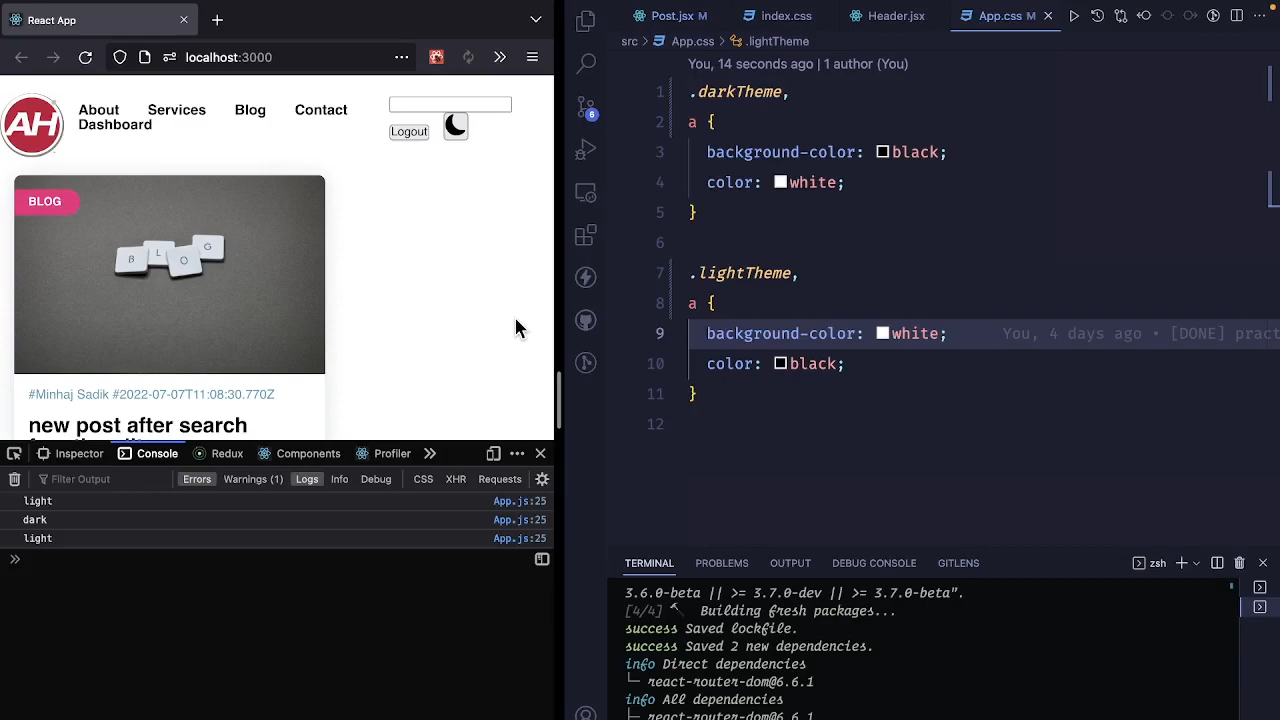 React App
localhost:3000
AH
About Services Blog Contact
Dashboard
Logout
BLOG
B L O G
#Minhaj Sadik #2022-07-07T11:08:30.770Z
new post after search
Inspector Console Redux Components Profiler
Filter Output Errors Warnings (1) Logs Info Debug CSS XHR Requests
light App.js:25
dark App.js:25
light App.js:25
Post.jsx M index.css Header.jsx App.css M
src > App.css > .lightTheme
You, 14 seconds ago | 1 author (You)
1 .darkTheme,
2 a {
3 background-color: black;
4 color: white;
5 }
6
7 .lightTheme,
8 a {
9 background-color: white; You, 4 days ago • [DONE] pract
10 color: black;
11 }
12
6
TERMINAL PROBLEMS OUTPUT DEBUG CONSOLE GITLENS
zsh
3.6.0-beta || >= 3.7.0-dev || >= 3.7.0-beta".
[4/4] Building fresh packages...
success Saved lockfile.
success Saved 2 new dependencies.
info Direct dependencies
└─ react-router-dom@6.6.1
info All dependencies
├─ react-router-dom@6.6.1